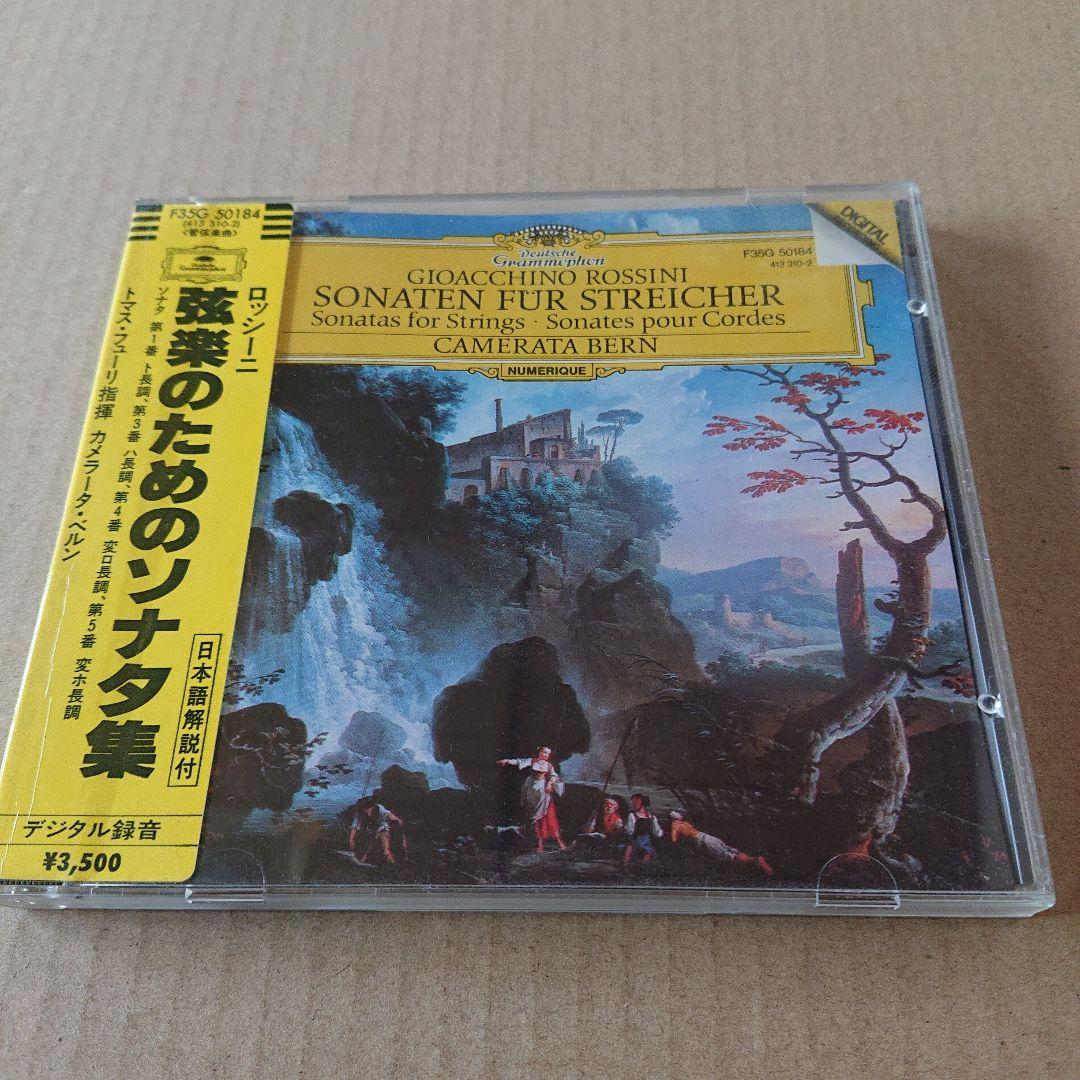 F35G 50184
(413 310-2)
〈管弦楽曲〉
ロッシーニ
弦楽のためのソナタ集
ソナタ 第1番 ト長調、第3番 ハ長調、第4番 変ロ長調、第5番 変ホ長調
トマス・フューリ指揮 カメラータ・ベルン
日本語解説付
デジタル録音
¥3,500
Deutsche
Grammophon
GIOACCHINO ROSSINI
SONATEN FÜR STREICHER
Sonatas for Strings · Sonates pour Cordes
CAMERATA BERN
NUMERIQUE
F35G 50184
413 310-2
DIGITAL